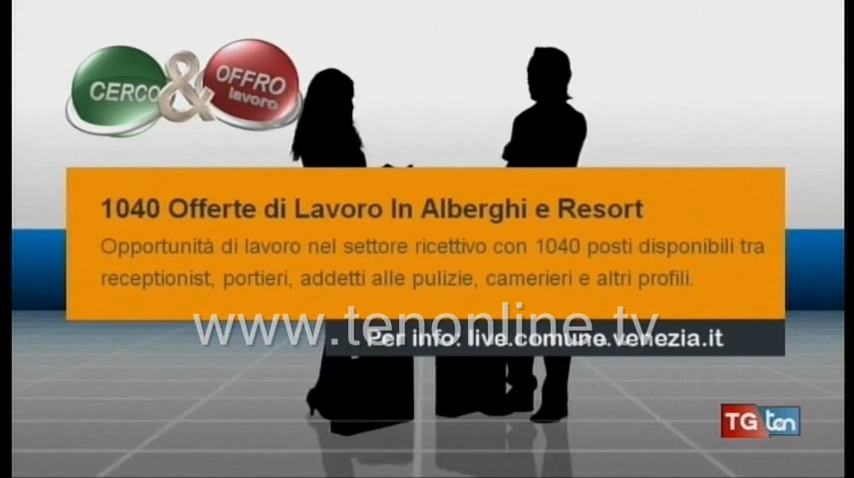 CERCO & OFFRO
lavoro
1040 Offerte di Lavoro In Alberghi e Resort
Opportunità di lavoro nel settore ricettivo con 1040 posti disponibili tra
receptionist, portieri, addetti alle pulizie, camerieri e altri profili.
www.tenonline.tv
Per info: live.comune.venezia.it
TG ten